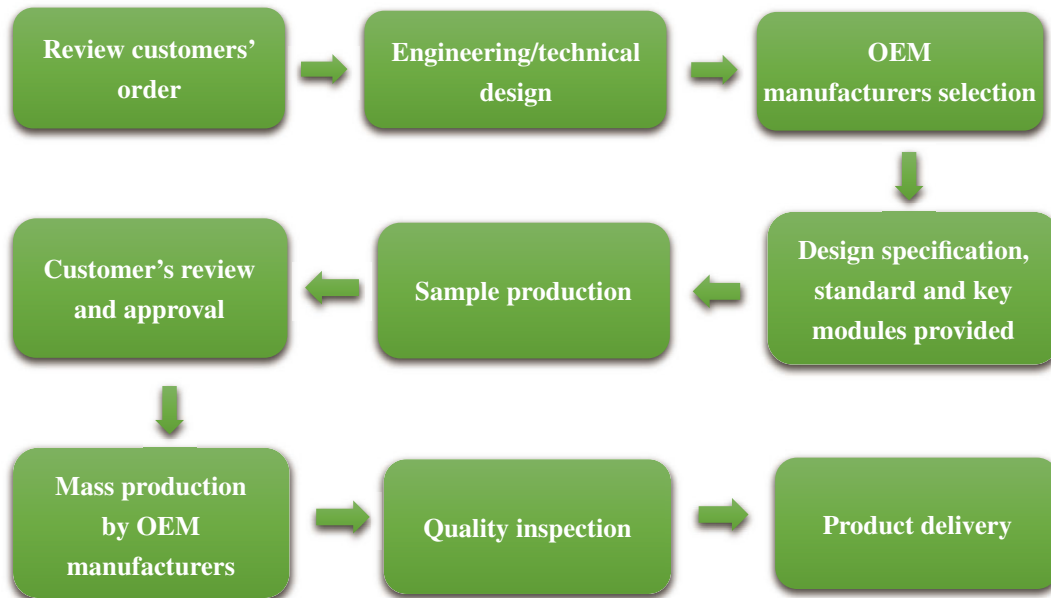 Review customers’
order
Engineering/technical
design
OEM
manufacturers selection
Design specification,
standard and key
modules provided
Sample production
Customer’s review
and approval
Mass production
by OEM
manufacturers
Quality inspection
Product delivery